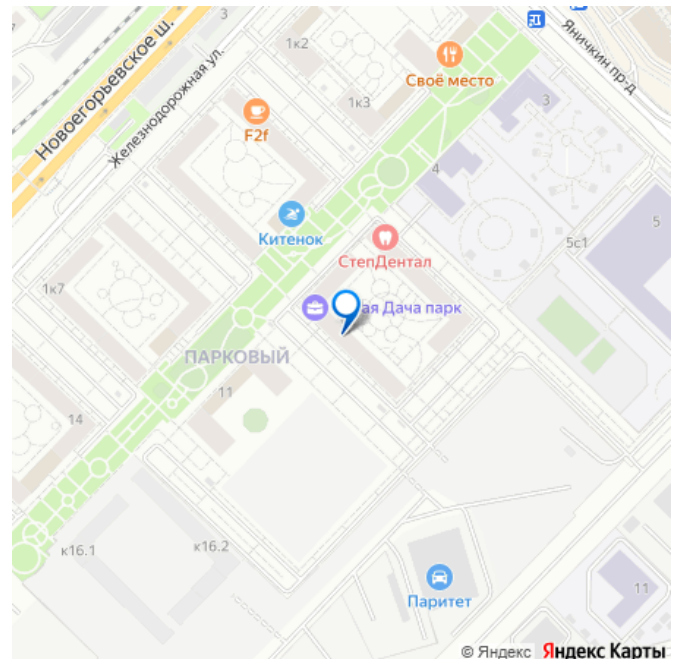 3
Новоегорьевское ш.
Железнодорожная ул.
1к2
Своё место
Яничкин пр-д
1к3
3
F2f
4
Китенок
СтепДентал
5
5с1
1к7
ая Дача парк
ПАРКОВЫЙ
11
14
к16.1
к16.2
11
Паритет
© Яндекс Яндекс Карты